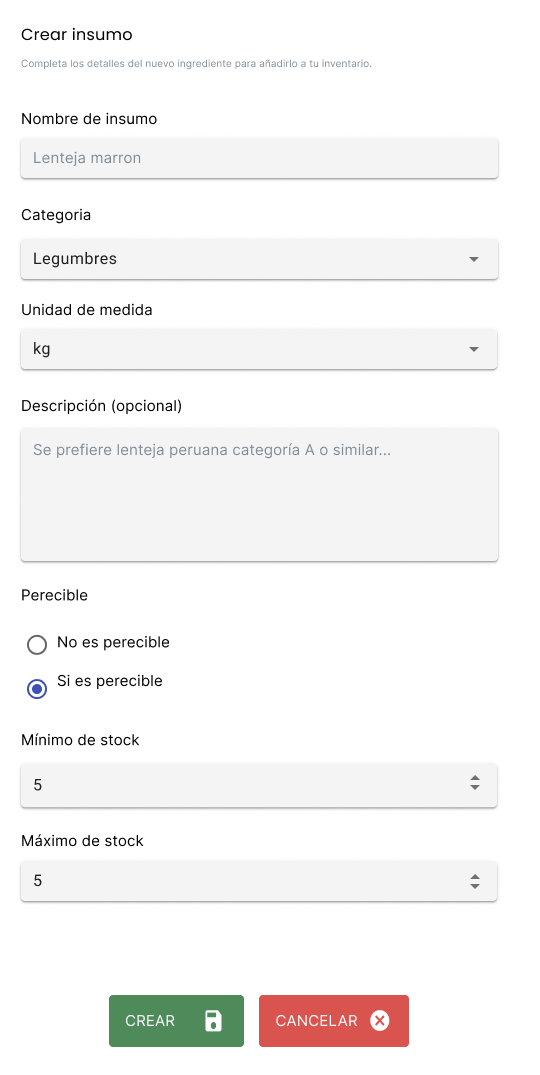 Crear insumo
Completa los detalles del nuevo ingrediente para añadirlo a tu inventario.
Nombre de insumo
Lenteja marron
Categoria
Legumbres
Unidad de medida
kg
Descripción (opcional)
Se prefiere lenteja peruana categoría A o similar...
Perecible
No es perecible
Si es perecible
Mínimo de stock
5
Máximo de stock
5
CREAR
CANCELAR